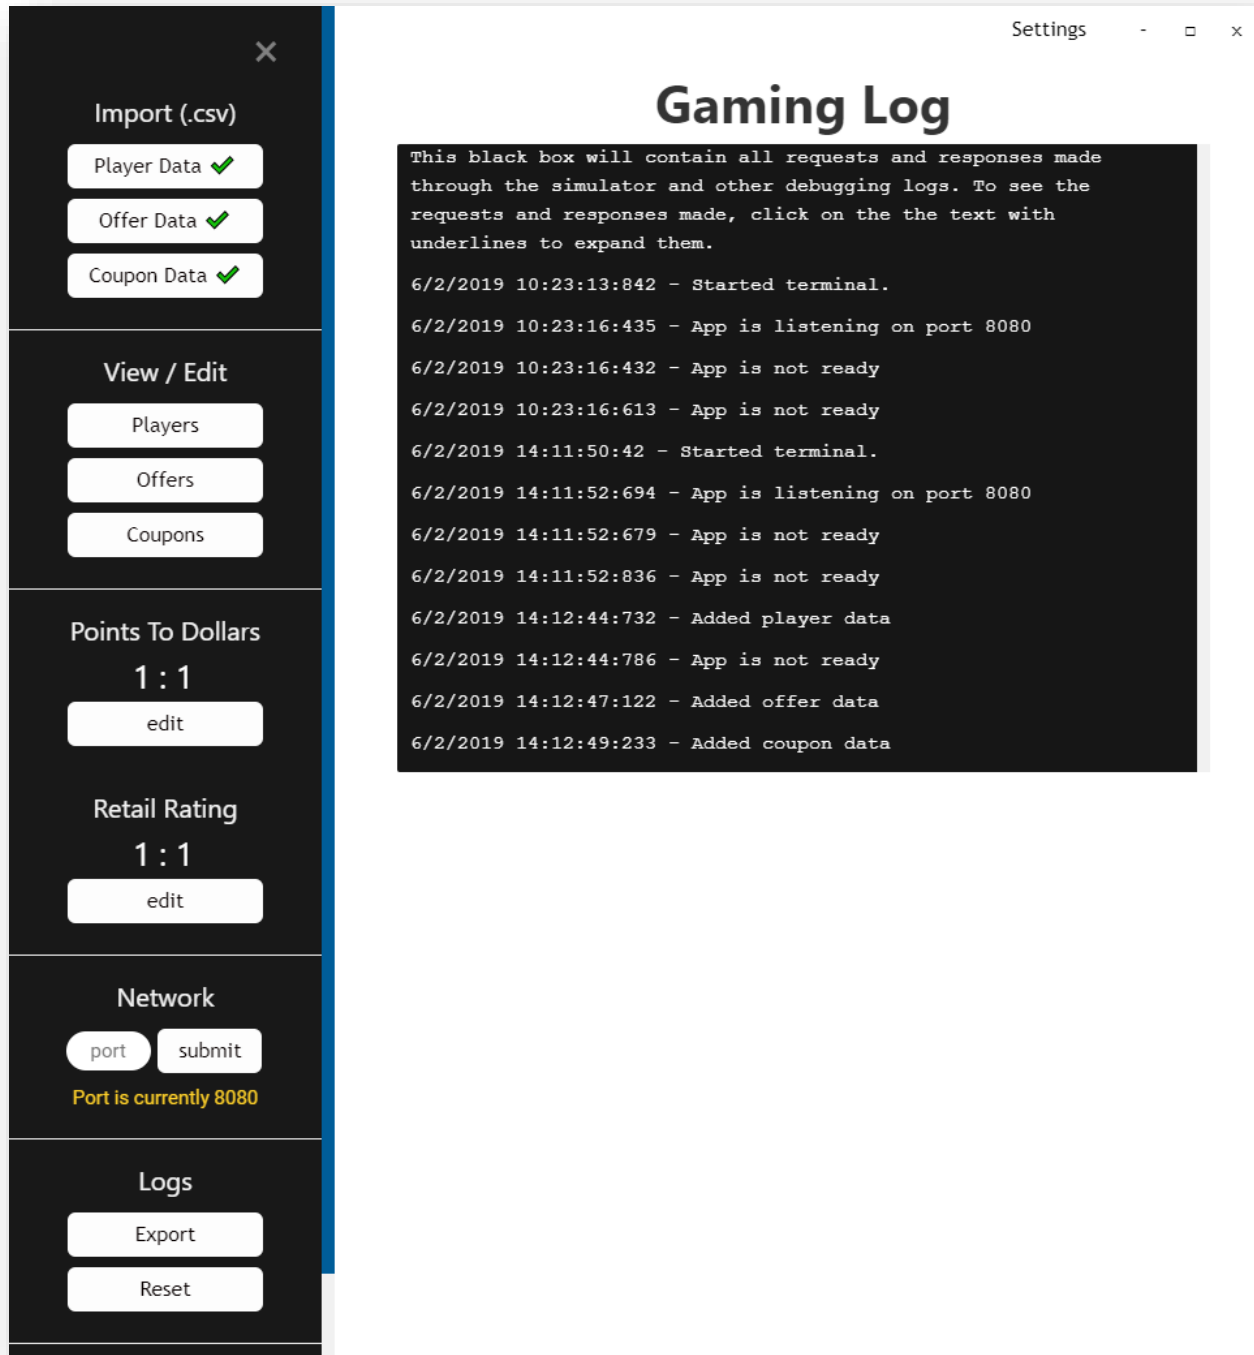 Settings - □ x
×
Import (.csv)
Player Data ✔
Offer Data ✔
Coupon Data ✔
View / Edit
Players
Offers
Coupons
Points To Dollars
1 : 1
edit
Retail Rating
1 : 1
edit
Network
port submit
Port is currently 8080
Logs
Export
Reset
Gaming Log
This black box will contain all requests and responses made
through the simulator and other debugging logs. To see the
requests and responses made, click on the the text with
underlines to expand them.
6/2/2019 10:23:13:842 - Started terminal.
6/2/2019 10:23:16:435 - App is listening on port 8080
6/2/2019 10:23:16:432 - App is not ready
6/2/2019 10:23:16:613 - App is not ready
6/2/2019 14:11:50:42 - Started terminal.
6/2/2019 14:11:52:694 - App is listening on port 8080
6/2/2019 14:11:52:679 - App is not ready
6/2/2019 14:11:52:836 - App is not ready
6/2/2019 14:12:44:732 - Added player data
6/2/2019 14:12:44:786 - App is not ready
6/2/2019 14:12:47:122 - Added offer data
6/2/2019 14:12:49:233 - Added coupon data